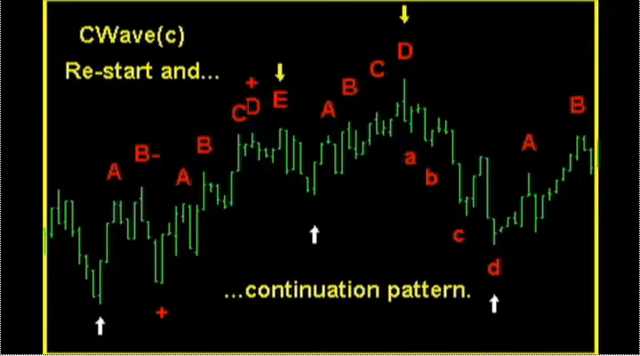 CWave(c)
Re-start and...
D
C
B
+
E
C D
A
B
B
B-
A
A
A
a
b
c
d
...continuation pattern.
+